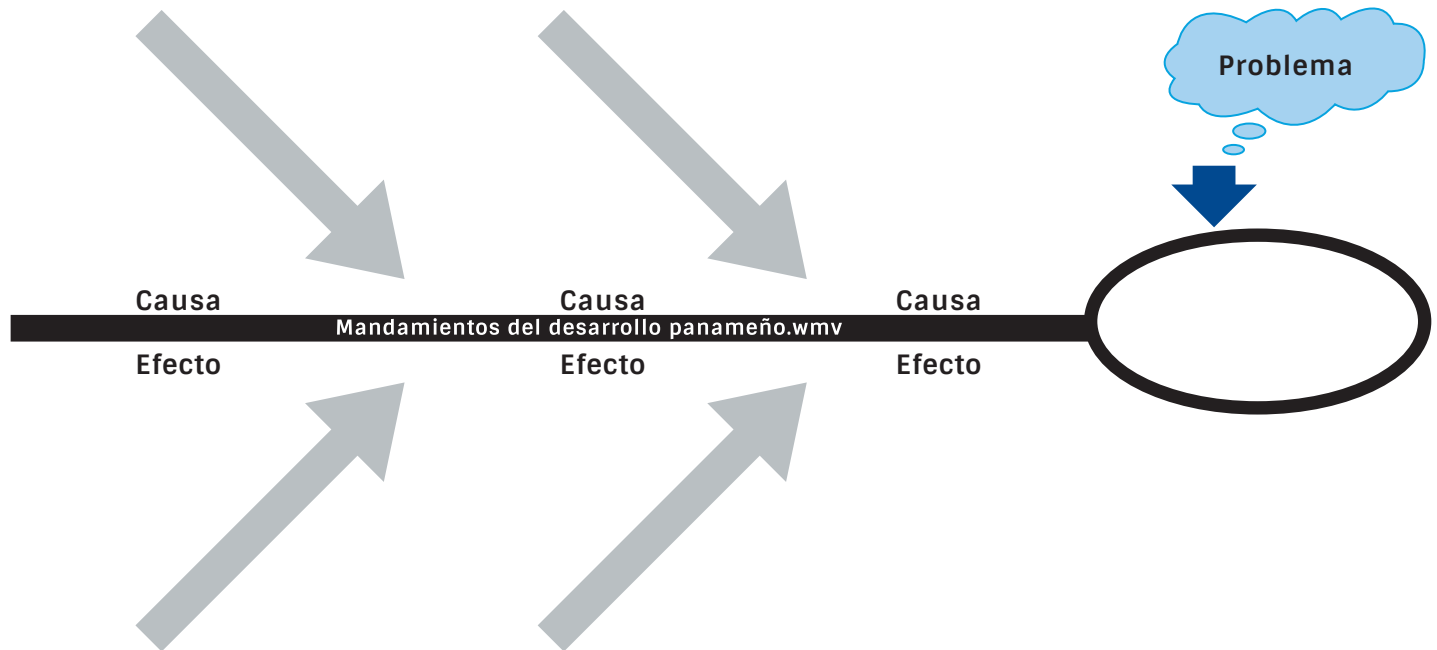 Problema
Causa Causa Causa
Mandamientos del desarrollo panameño.wmv
Efecto Efecto Efecto